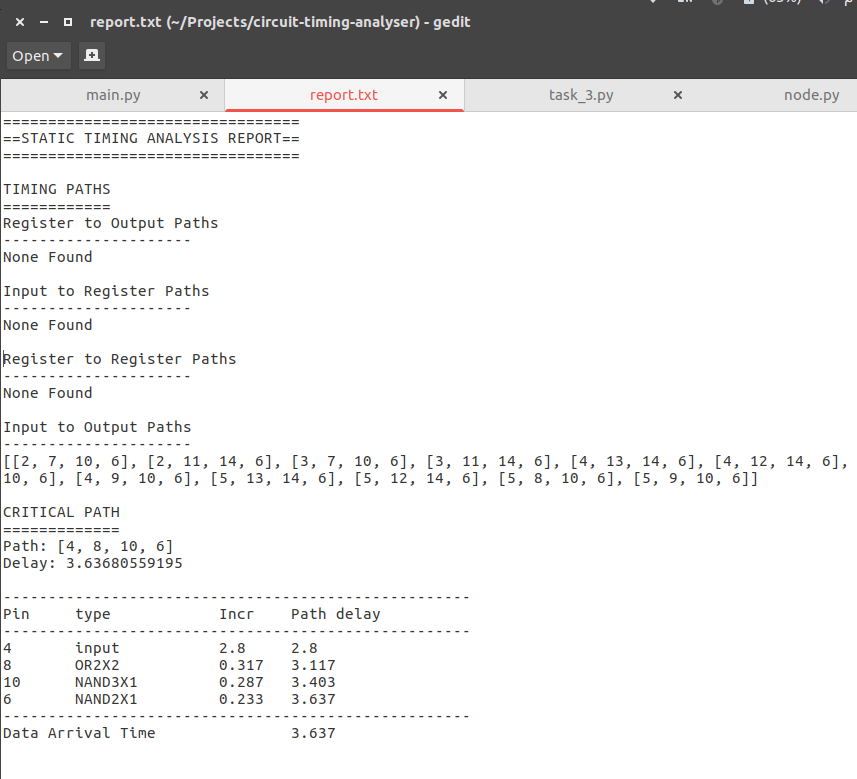 report.txt (~/Projects/circuit-timing-analyser) - gedit
Open
main.py report.txt task_3.py node.py
=================================
==STATIC TIMING ANALYSIS REPORT==
=================================
TIMING PATHS
============
Register to Output Paths
---------------------
None Found
Input to Register Paths
---------------------
None Found
Register to Register Paths
---------------------
None Found
Input to Output Paths
---------------------
[[2, 7, 10, 6], [2, 11, 14, 6], [3, 7, 10, 6], [3, 11, 14, 6], [4, 13, 14, 6], [4, 12, 14, 6],
10, 6], [4, 9, 10, 6], [5, 13, 14, 6], [5, 12, 14, 6], [5, 8, 10, 6], [5, 9, 10, 6]]
CRITICAL PATH
=============
Path: [4, 8, 10, 6]
Delay: 3.63680559195
----------------------------------------------------
Pin type Incr Path delay
----------------------------------------------------
4 input 2.8 2.8
8 OR2X2 0.317 3.117
10 NAND3X1 0.287 3.403
6 NAND2X1 0.233 3.637
----------------------------------------------------
Data Arrival Time 3.637